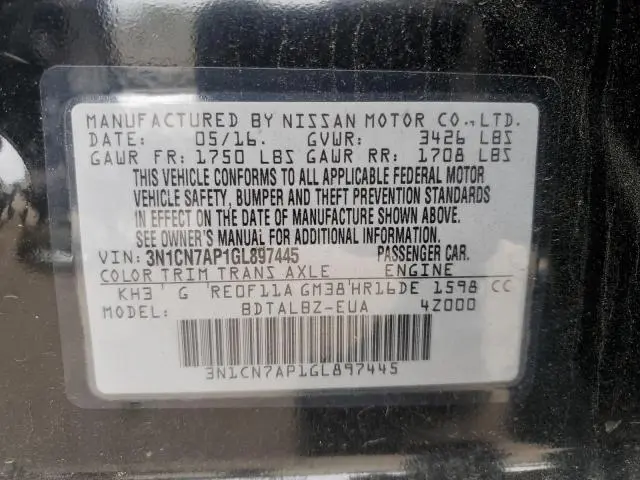 MANUFACTURED BY NISSAN MOTOR CO.,LTD.
DATE: 05/16. GVWR: 3426 LBS
GAWR FR: 1750 LBS GAWR RR: 1708 LBS
THIS VEHICLE CONFORMS TO ALL APPLICABLE FEDERAL MOTOR
VEHICLE SAFETY, BUMPER AND THEFT PREVENTION STANDARDS
IN EFFECT ON THE DATE OF MANUFACTURE SHOWN ABOVE.
SEE OWNER'S MANUAL FOR ADDITIONAL INFORMATION.
VIN: 3N1CN7AP1GL897445 PASSENGER CAR.
COLOR TRIM TRANS AXLE ENGINE
KH3 G RE0F11A GM38 HR16DE 1598 CC
MODEL: BDTALBZ-EUA 4Z000
3N1CN7AP1GL897445